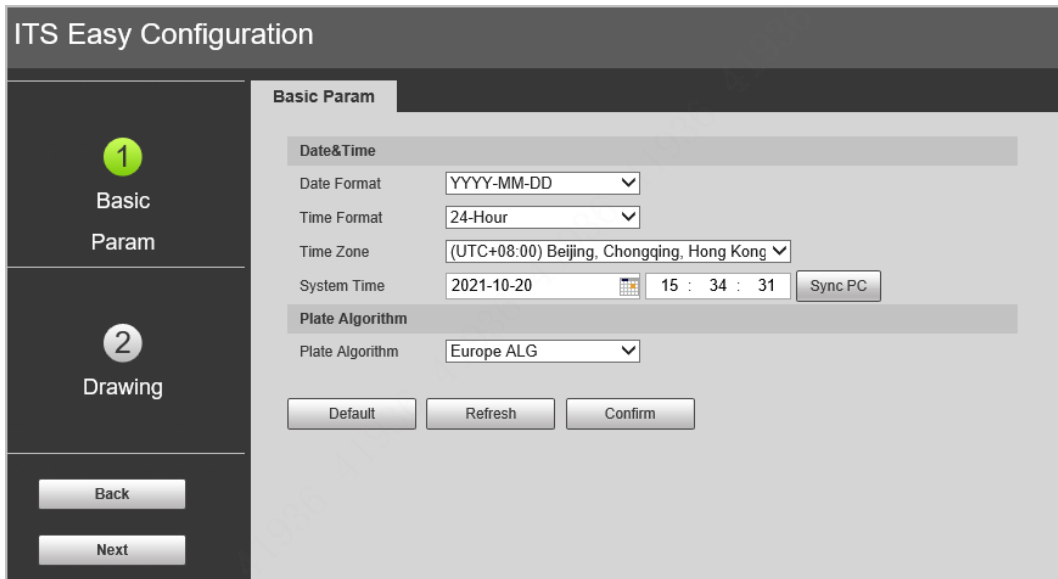 ITS Easy Configuration
1
Basic
Param
2
Drawing
Back
Next
Basic Param
Date&Time
Date Format YYYY-MM-DD
Time Format 24-Hour
Time Zone (UTC+08:00) Beijing, Chongqing, Hong Kong
System Time 2021-10-20 15 : 34 : 31 Sync PC
Plate Algorithm
Plate Algorithm Europe ALG
Default Refresh Confirm
41936 41936